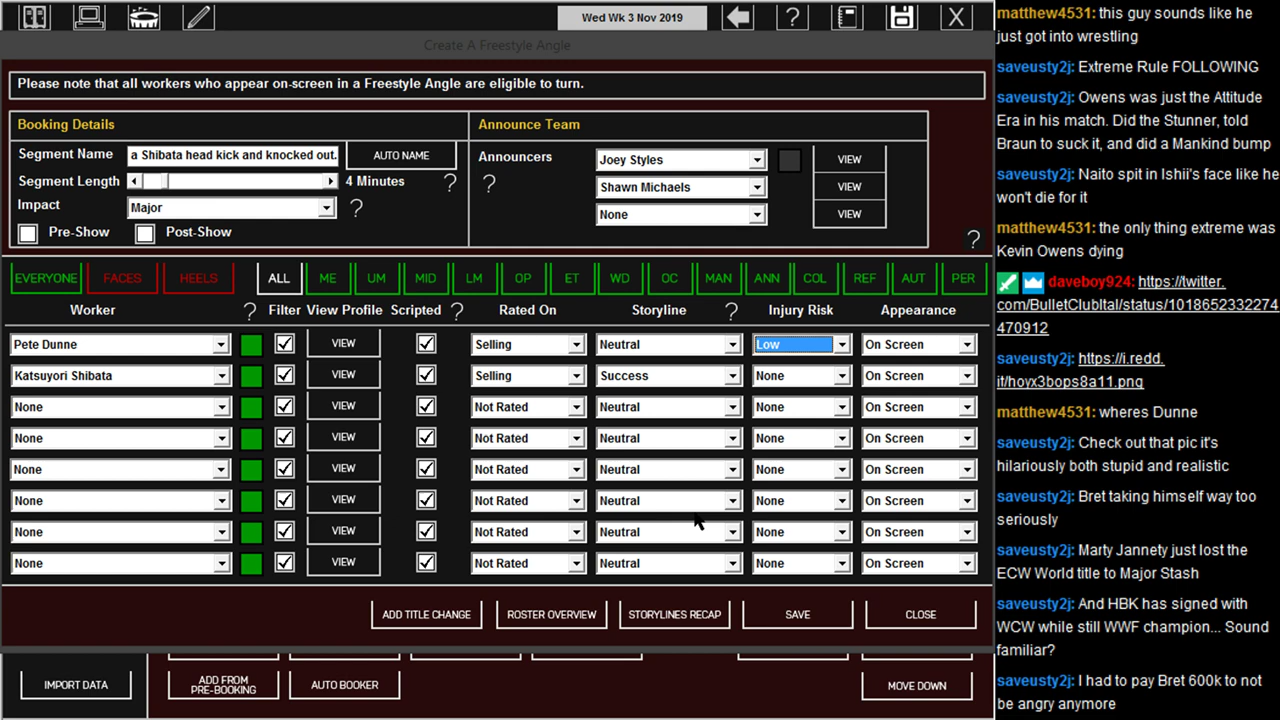 Wed Wk 3 Nov 2019
?
X
Create A Freestyle Angle
Please note that all workers who appear on-screen in a Freestyle Angle are eligible to turn.
Booking Details
Segment Name
a Shibata head kick and knocked out.
AUTO NAME
Segment Length
4 Minutes
?
Impact
Major
?
Pre-Show
Post-Show
Announce Team
Announcers
?
Joey Styles
VIEW
Shawn Michaels
VIEW
None
VIEW
?
EVERYONE FACES HEELS ALL ME UM MID LM OP ET WD OC MAN ANN COL REF AUT PER
Worker ? Filter View Profile Scripted ? Rated On Storyline ? Injury Risk Appearance
Pete Dunne VIEW Selling Neutral Low On Screen
Katsuyori Shibata VIEW Selling Success None On Screen
None VIEW Not Rated Neutral None On Screen
None VIEW Not Rated Neutral None On Screen
None VIEW Not Rated Neutral None On Screen
None VIEW Not Rated Neutral None On Screen
None VIEW Not Rated Neutral None On Screen
None VIEW Not Rated Neutral None On Screen
ADD TITLE CHANGE ROSTER OVERVIEW STORYLINES RECAP SAVE CLOSE
IMPORT DATA
ADD FROM
PRE-BOOKING
AUTO BOOKER
MOVE DOWN
matthew4531: this guy sounds like he
just got into wrestling
saveusty2j: Extreme Rule FOLLOWING
saveusty2j: Owens was just the Attitude
Era in his match. Did the Stunner, told
Braun to suck it, and did a Mankind bump
saveusty2j: Naito spit in Ishii's face like he
won't die for it
matthew4531: the only thing extreme was
Kevin Owens dying
daveboy924: https://twitter.
com/BulletClubItal/status/1018652332274
470912
saveusty2j: https://i.redd.
it/hoyx3bops8a11.png
matthew4531: wheres Dunne
saveusty2j: Check out that pic it's
hilariously both stupid and realistic
saveusty2j: Bret taking himself way too
seriously
saveusty2j: Marty Jannety just lost the
ECW World title to Major Stash
saveusty2j: And HBK has signed with
WCW while still WWF champion... Sound
familiar?
saveusty2j: I had to pay Bret 600k to not
be angry anymore